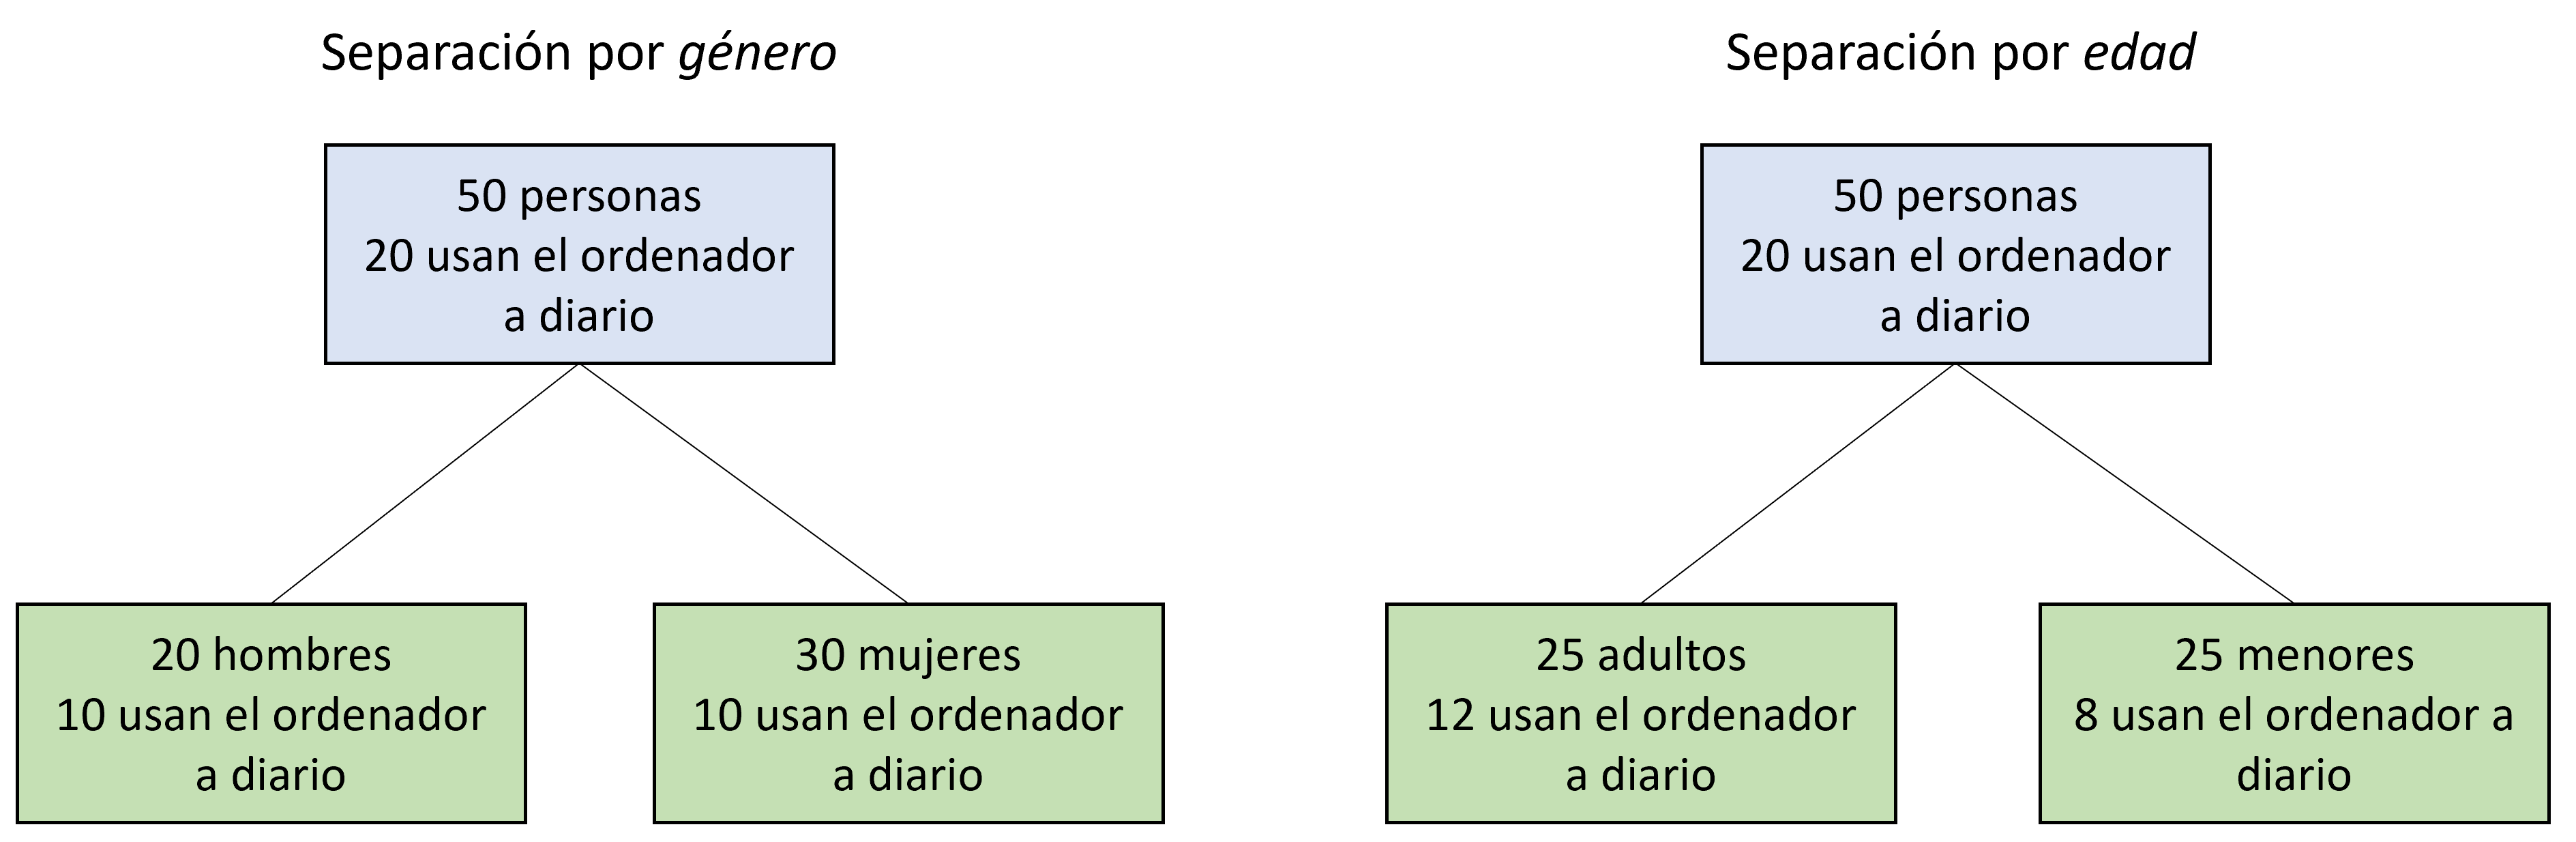 Separación por género
50 personas
20 usan el ordenador
a diario
20 hombres
10 usan el ordenador
a diario
30 mujeres
10 usan el ordenador
a diario
Separación por edad
50 personas
20 usan el ordenador
a diario
25 adultos
12 usan el ordenador
a diario
25 menores
8 usan el ordenador a
diario